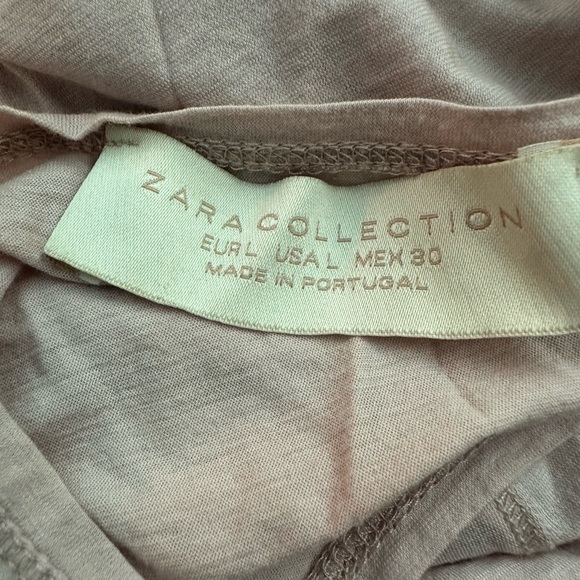 ZARA COLLECTION
EUR L USA L MEX 30
MADE IN PORTUGAL